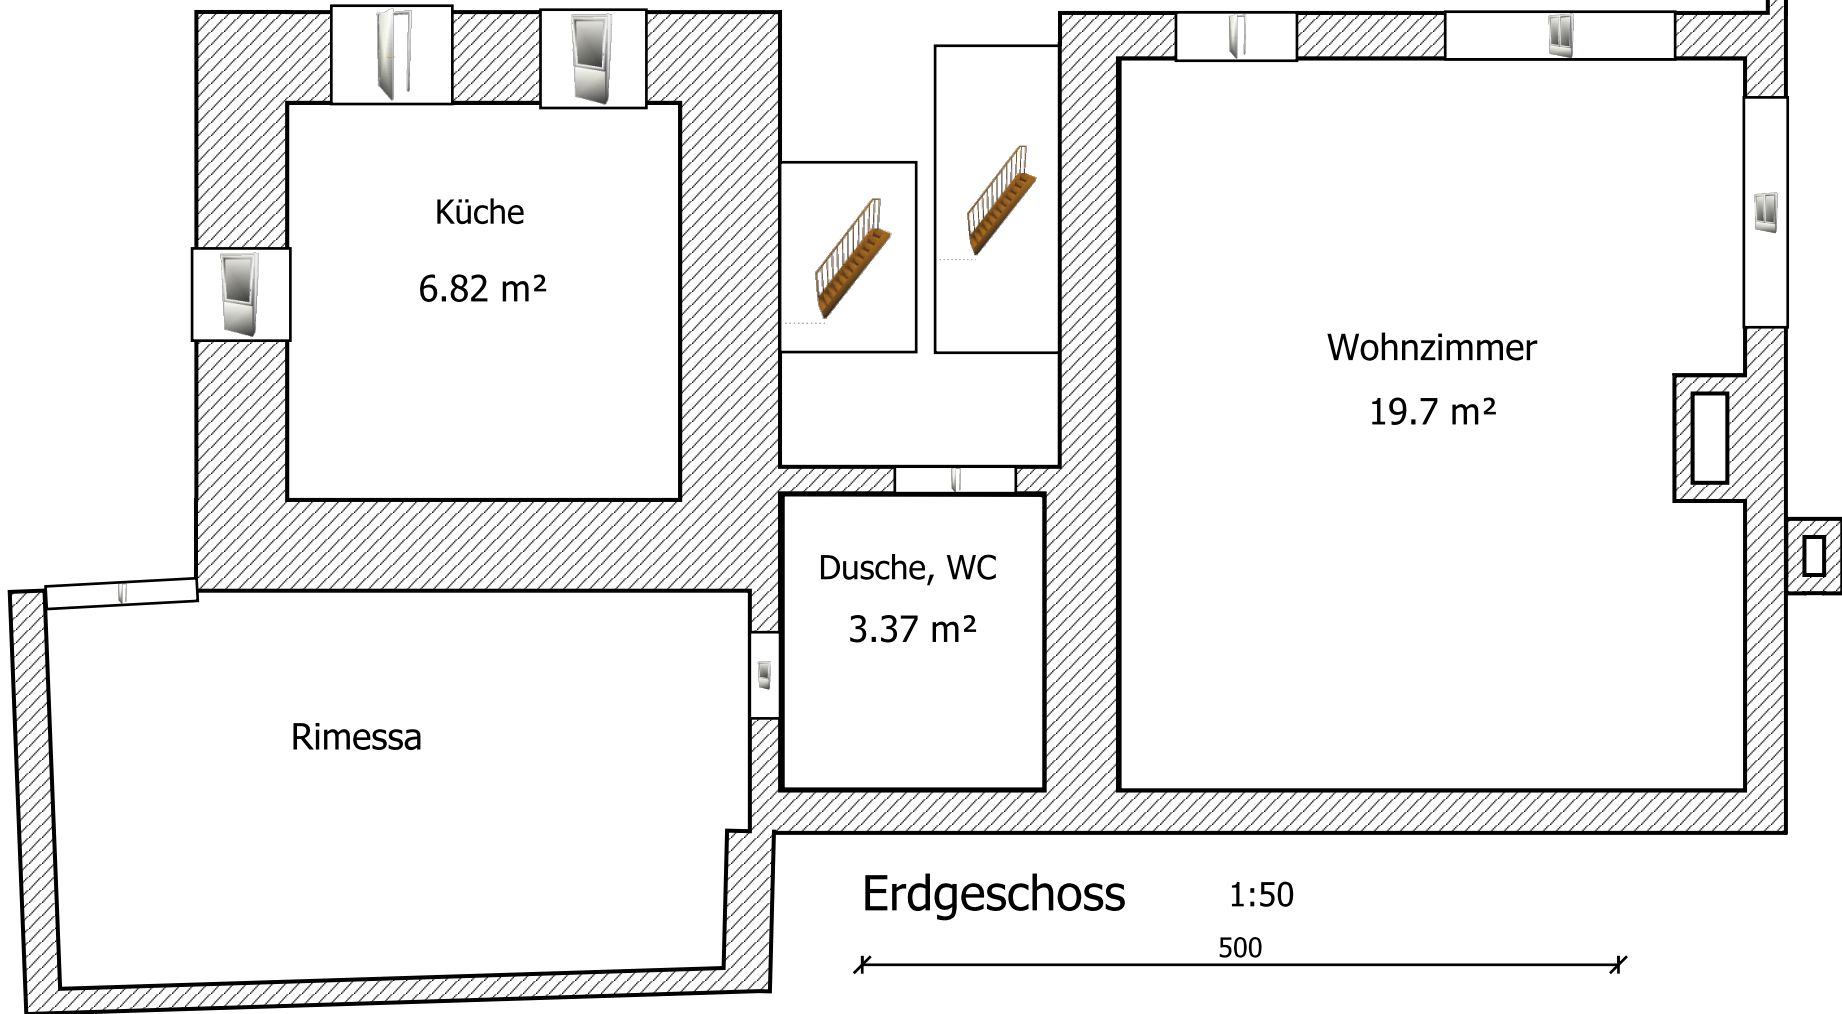 Küche
6.82 m²
Wohnzimmer
19.7 m²
Dusche, WC
3.37 m²
Rimessa
Erdgeschoss 1:50
500